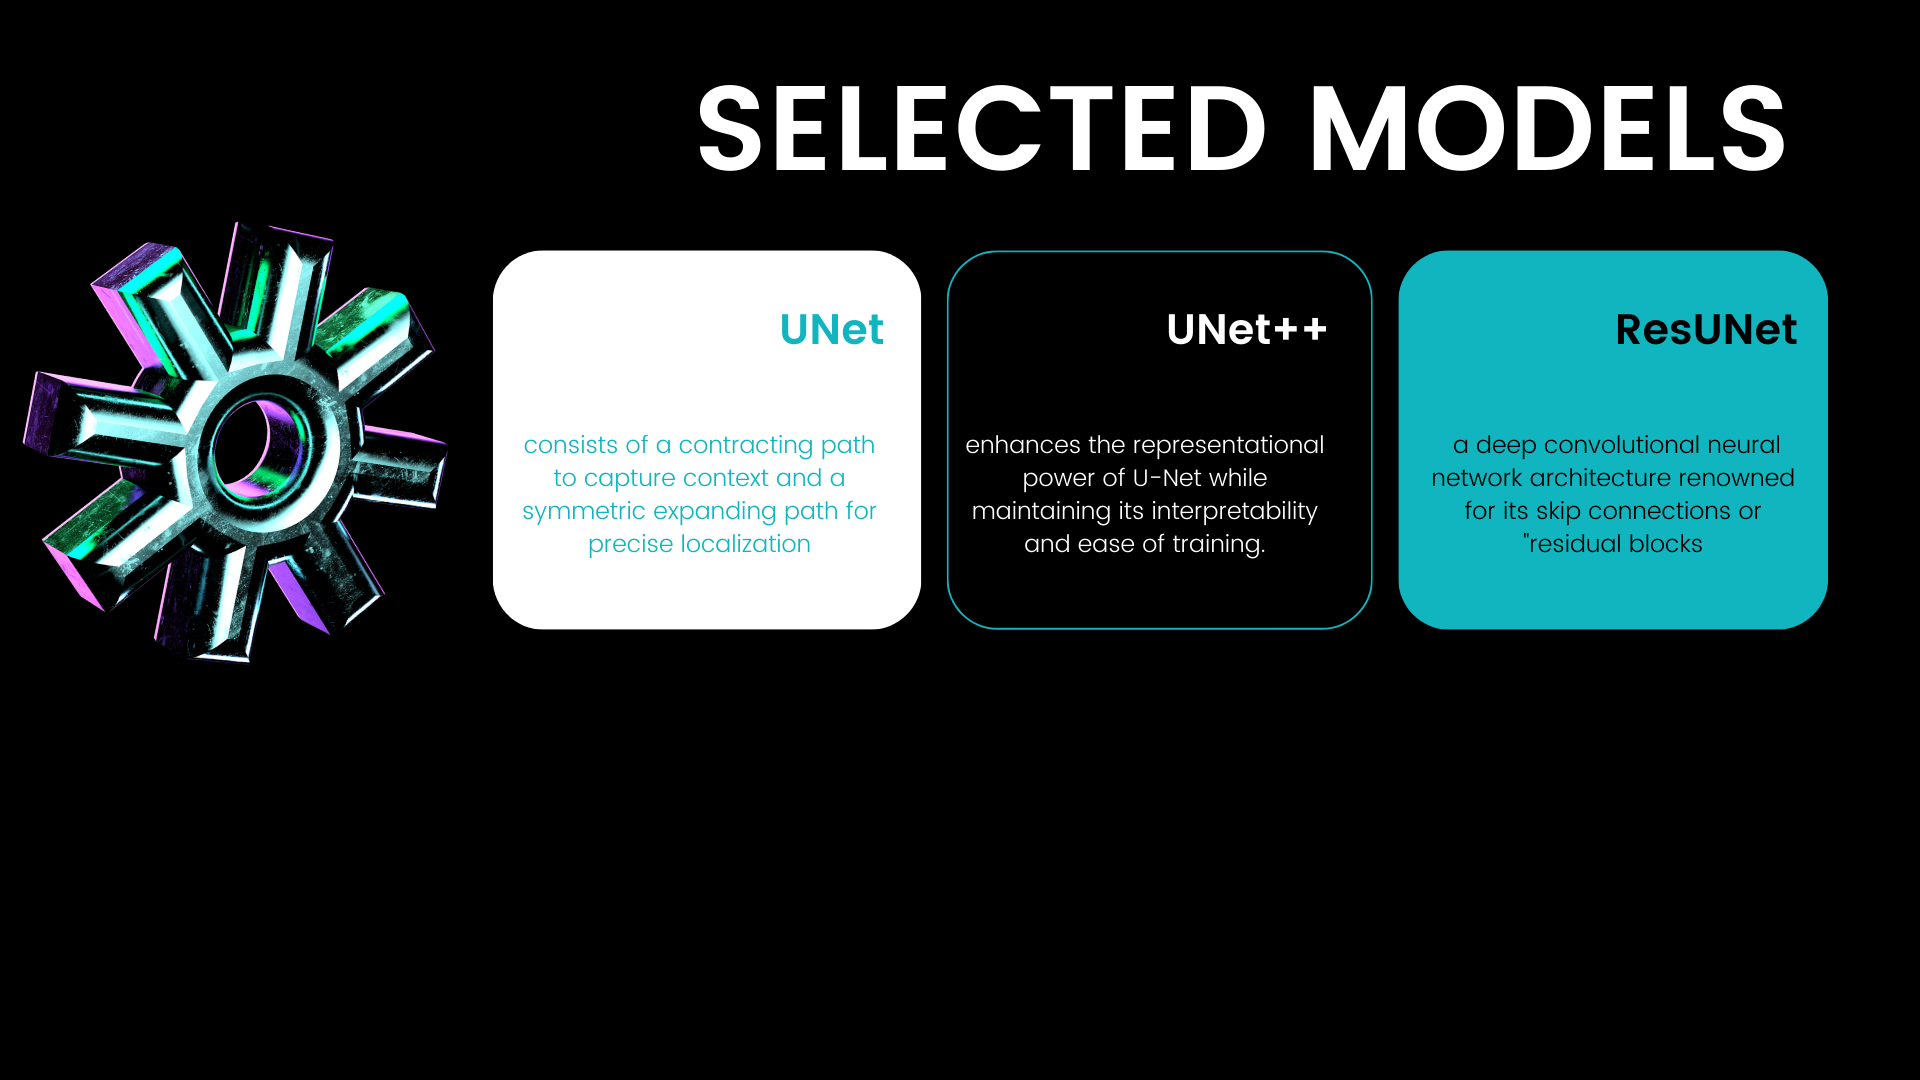 SELECTED MODELS
UNet
consists of a contracting path
to capture context and a
symmetric expanding path for
precise localization
UNet++
enhances the representational
power of U-Net while
maintaining its interpretability
and ease of training.
ResUNet
a deep convolutional neural
network architecture renowned
for its skip connections or
"residual blocks